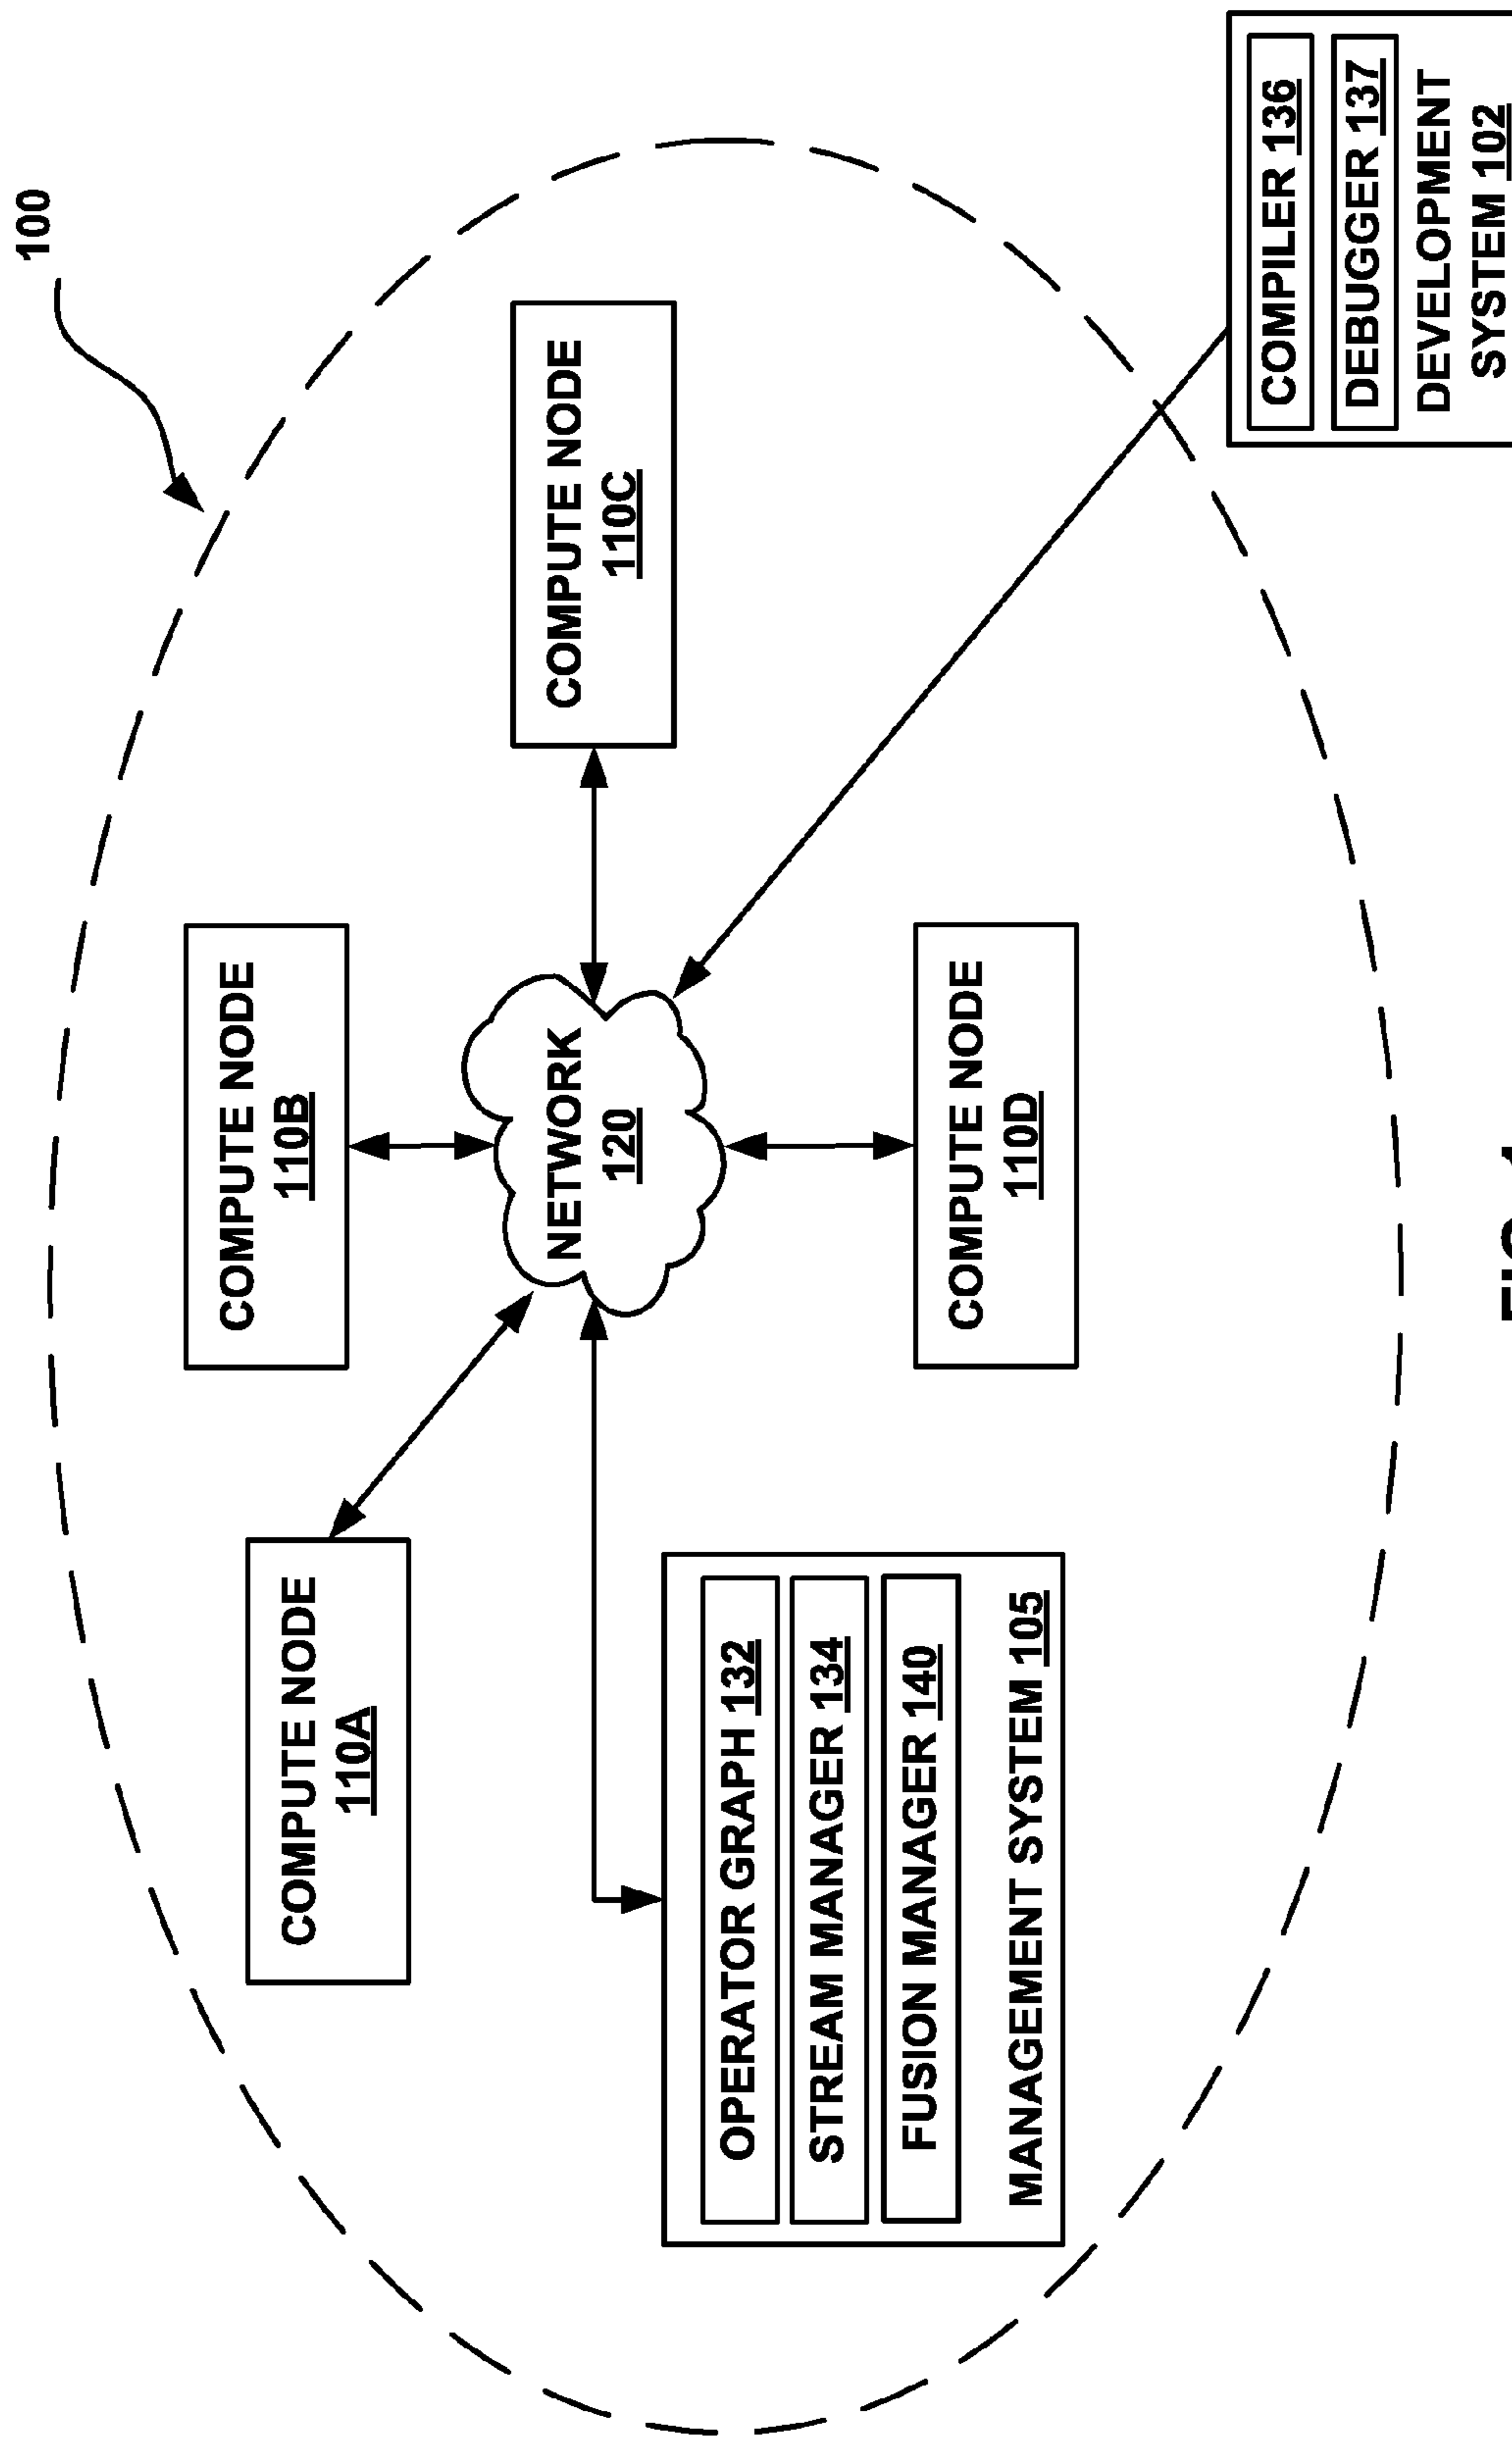 100
COMPUTE NODE
110A
COMPUTE NODE
110B
COMPUTE NODE
110C
NETWORK
120
OPERATOR GRAPH 132
STREAM MANAGER 134
FUSION MANAGER 140
MANAGEMENT SYSTEM 105
COMPUTE NODE
110D
COMPILER 136
DEBUGGER 137
DEVELOPMENT
SYSTEM 102